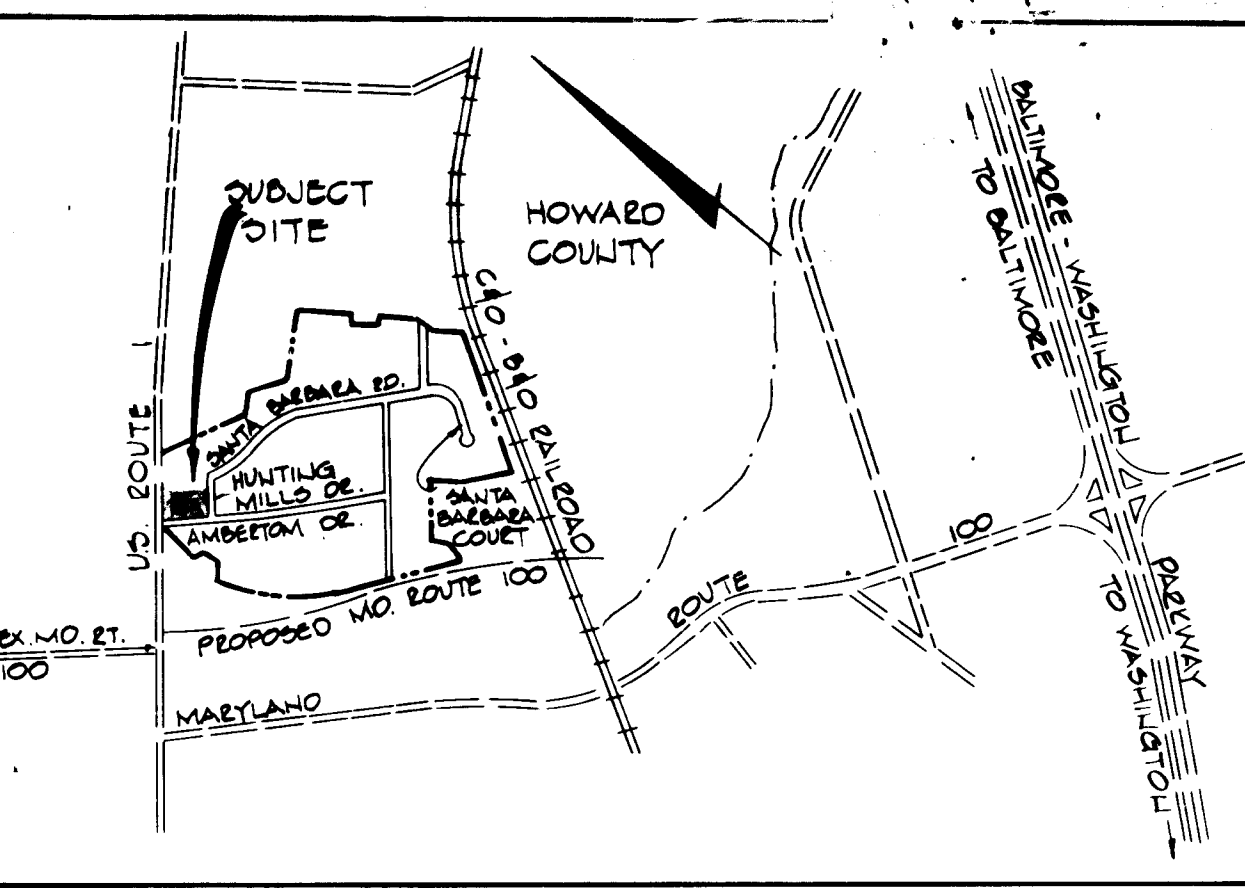 SUBJECT
SITE
HOWARD
COUNTY
BALTIMORE - WASHINGTON
TO BALTIMORE
C&O - B&O RAILROAD
U.S. ROUTE 1
SANTA BARBARA RD.
HUNTING
MILLS DR.
AMBERTOM DR.
SANTA
BARBARA
COURT
PROPOSED MD. ROUTE 100
EX. MD. RT.
100
MARYLAND
ROUTE
100
PARKWAY
TO WASHINGTON